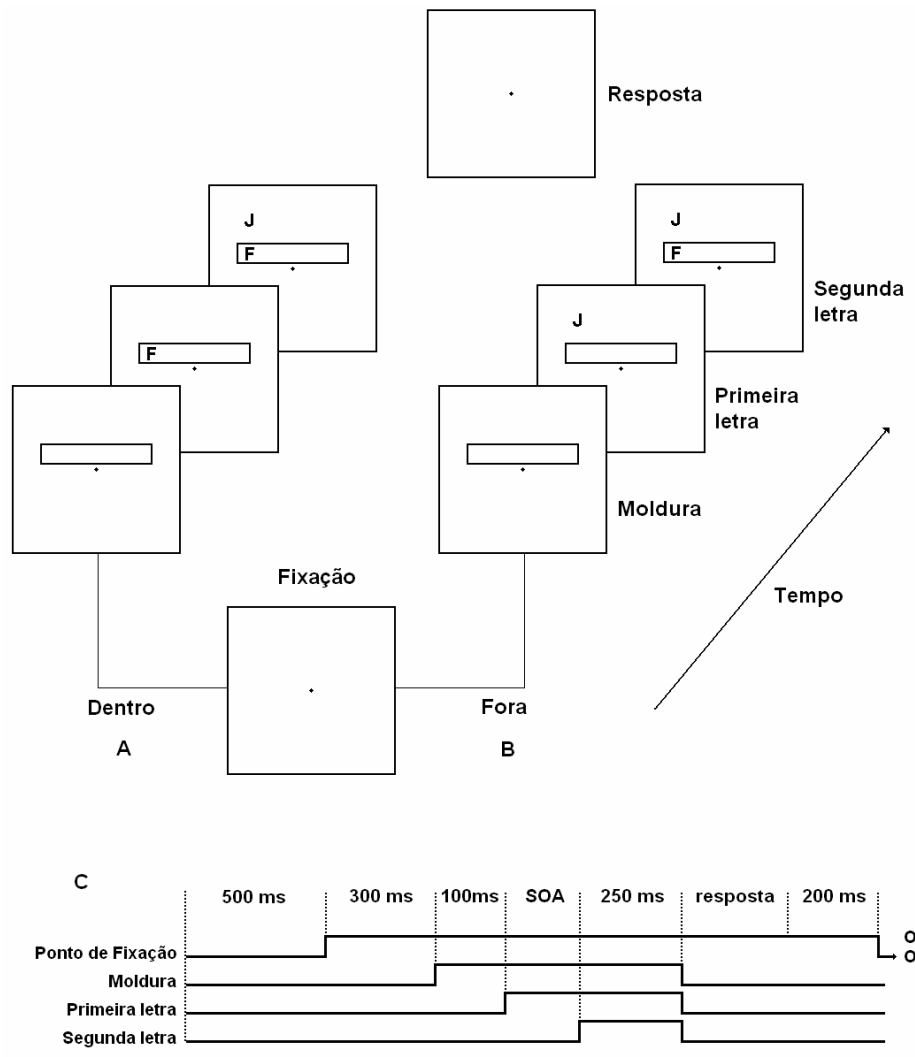 Resposta
J
F
J
F
Segunda
letra
F
J
Primeira
letra
Moldura
Fixação
Tempo
Dentro
Fora
A
B
C
500 ms
300 ms
100ms
SOA
250 ms
resposta
200 ms
Ponto de Fixação
O
O
Moldura
Primeira letra
Segunda letra